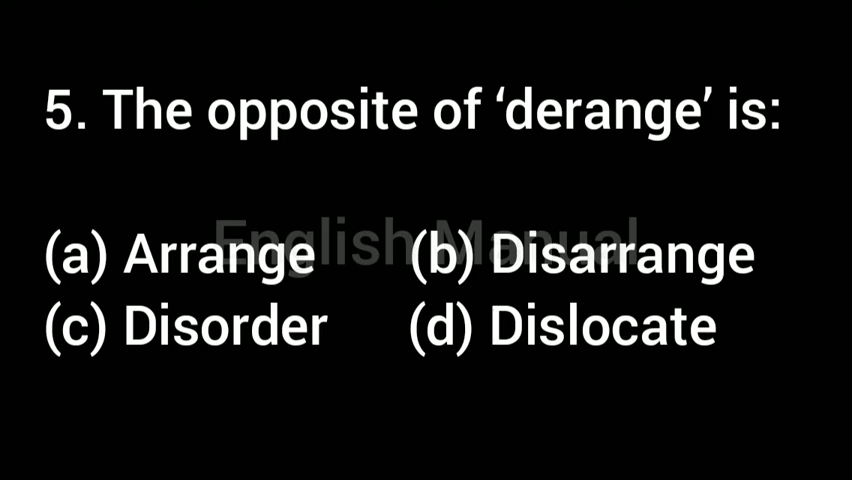 5. The opposite of ‘derange’ is:
English Manual
(a) Arrange (b) Disarrange
(c) Disorder (d) Dislocate